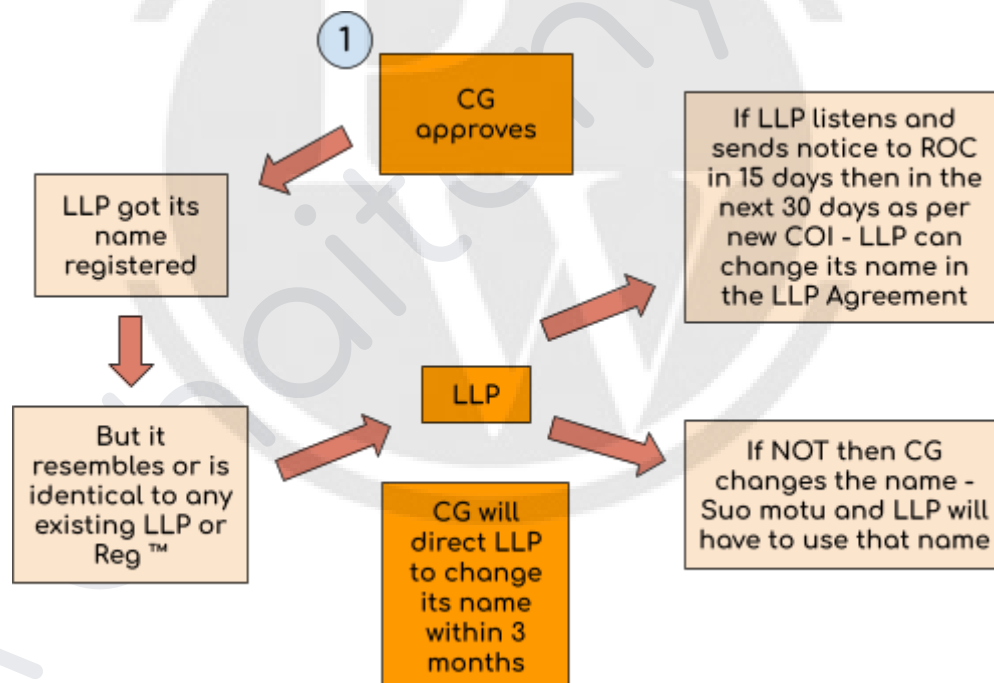 1
CG
approves
LLP got its
name
registered
But it
resembles or is
identical to any
existing LLP or
Reg ™
LLP
CG will
direct LLP
to change
its name
within 3
months
If LLP listens and
sends notice to ROC
in 15 days then in the
next 30 days as per
new COI - LLP can
change its name in
the LLP Agreement
If NOT then CG
changes the name -
Suo motu and LLP will
have to use that name